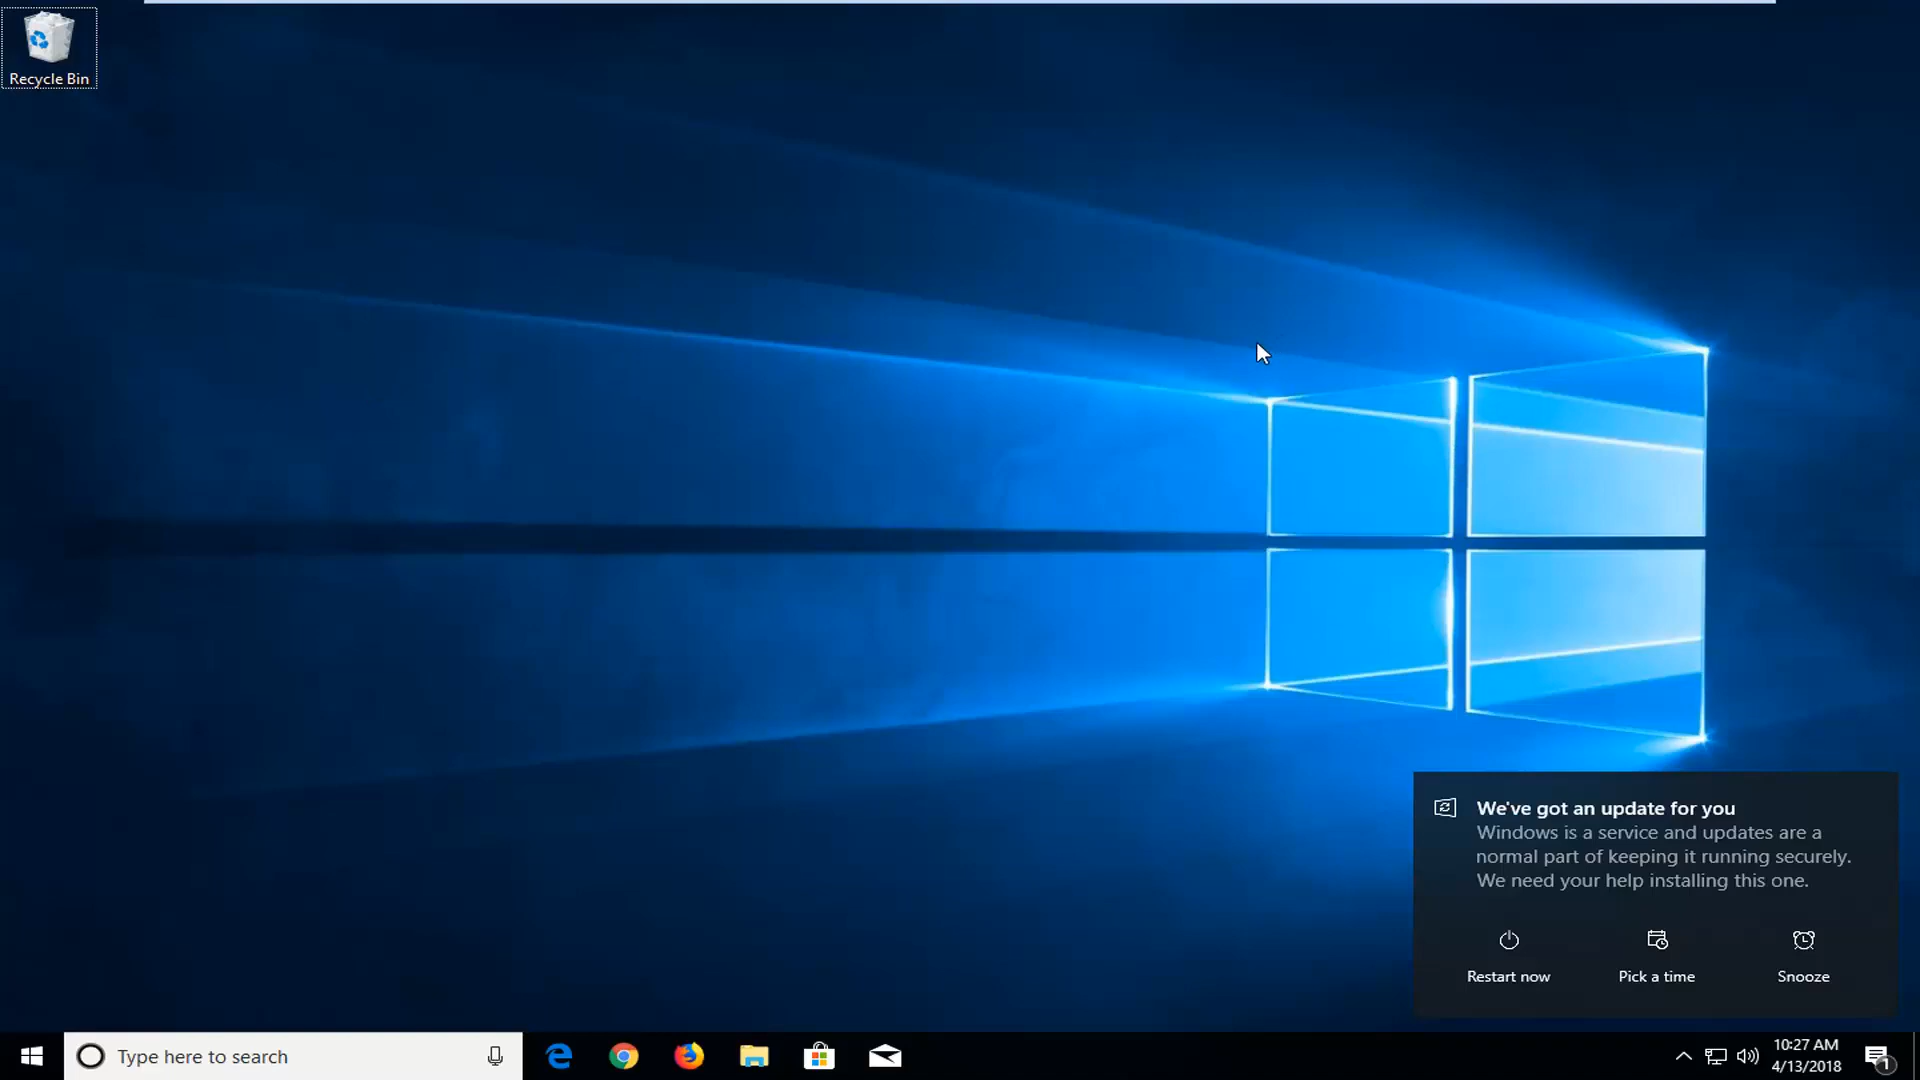 Recycle Bin
We've got an update for you
Windows is a service and updates are a
normal part of keeping it running securely.
We need your help installing this one.
Restart now
Pick a time
Snooze
Type here to search
10:27 AM
4/13/2018
1